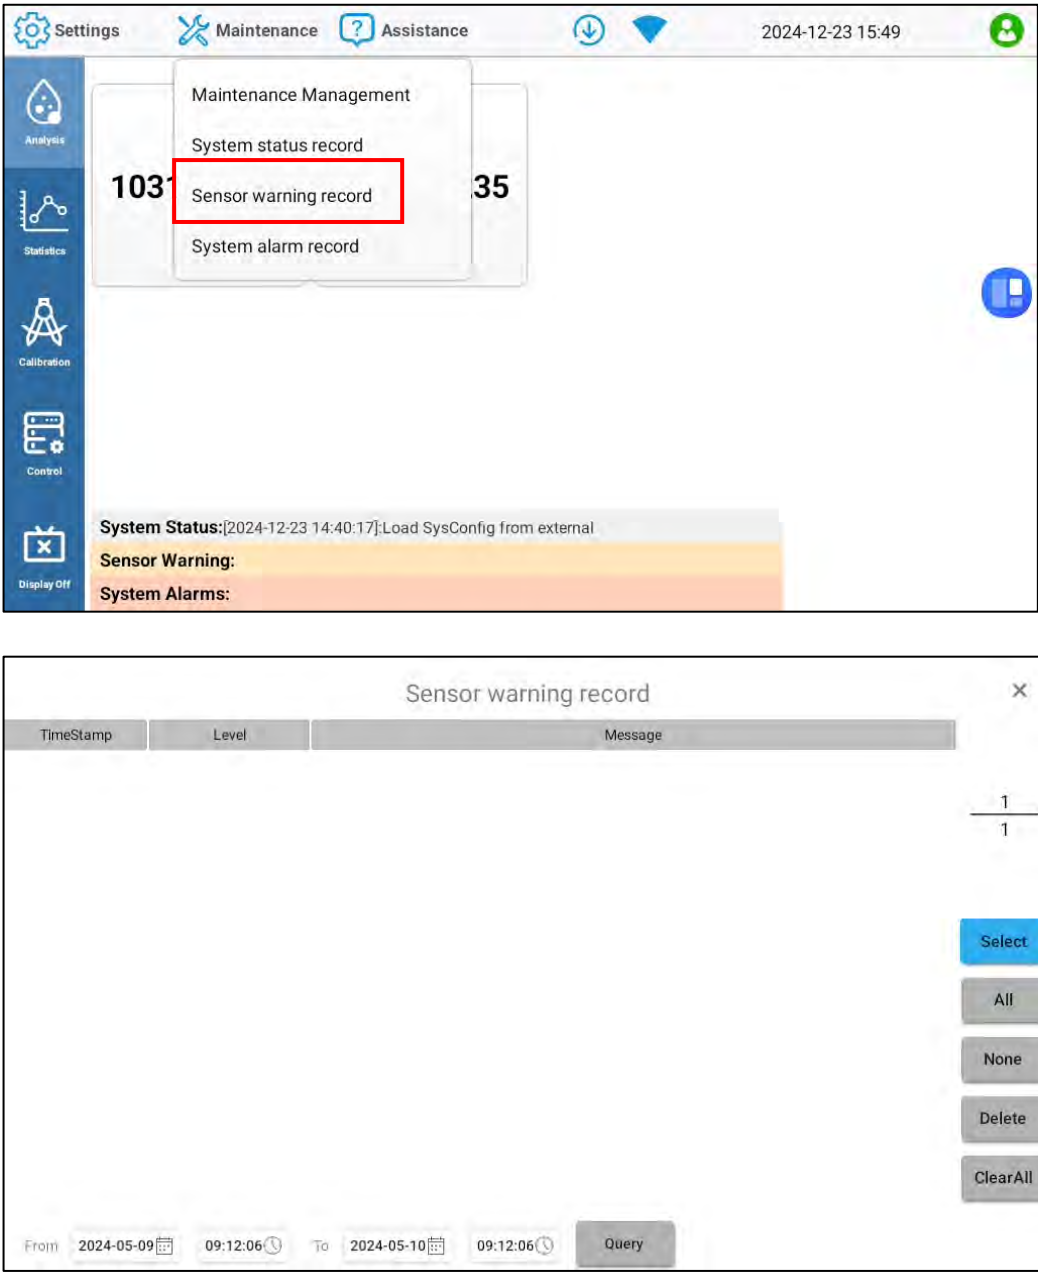 Settings Maintenance ? Assistance 2024-12-23 15:49
Maintenance Management
Analysis
System status record
1031 Sensor warning record .35
Statistics
System alarm record
Calibration
Control
System Status:[2024-12-23 14:40:17]:Load SysConfig from external
Sensor Warning:
Display Off
System Alarms:
Sensor warning record ×
TimeStamp Level Message
1
1
Select
All
None
Delete
ClearAll
From 2024-05-09 09:12:06 To 2024-05-10 09:12:06 Query